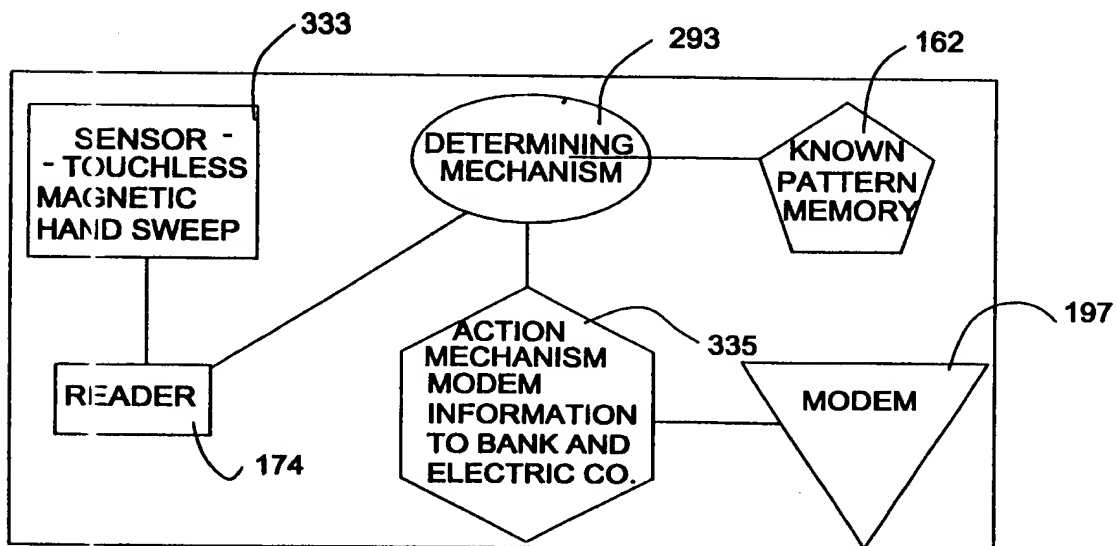 333
293
162
SENSOR -
- TOUCHLESS
MAGNETIC
HAND SWEEP
DETERMINING
MECHANISM
KNOWN
PATTERN
MEMORY
197
ACTION
MECHANISM
MODEM
INFORMATION
TO BANK AND
ELECTRIC CO.
335
READER
MODEM
174